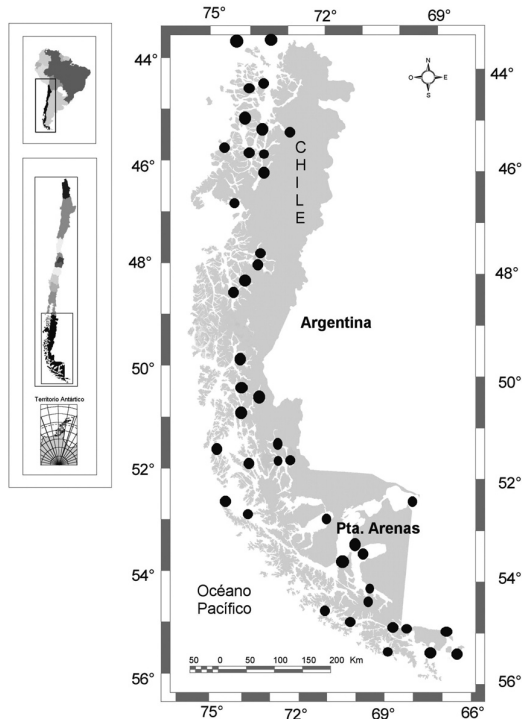 75° 72° 69°
44° 44°
N
O E
S
CHILE
46° 46°
48° 48°
Argentina
50° 50°
Territorio Antártico
52° 52°
Pta. Arenas
54° 54°
Océano
Pacífico
50 0 50 100 150 200 Km
56° 56°
75° 72° 69° 66°